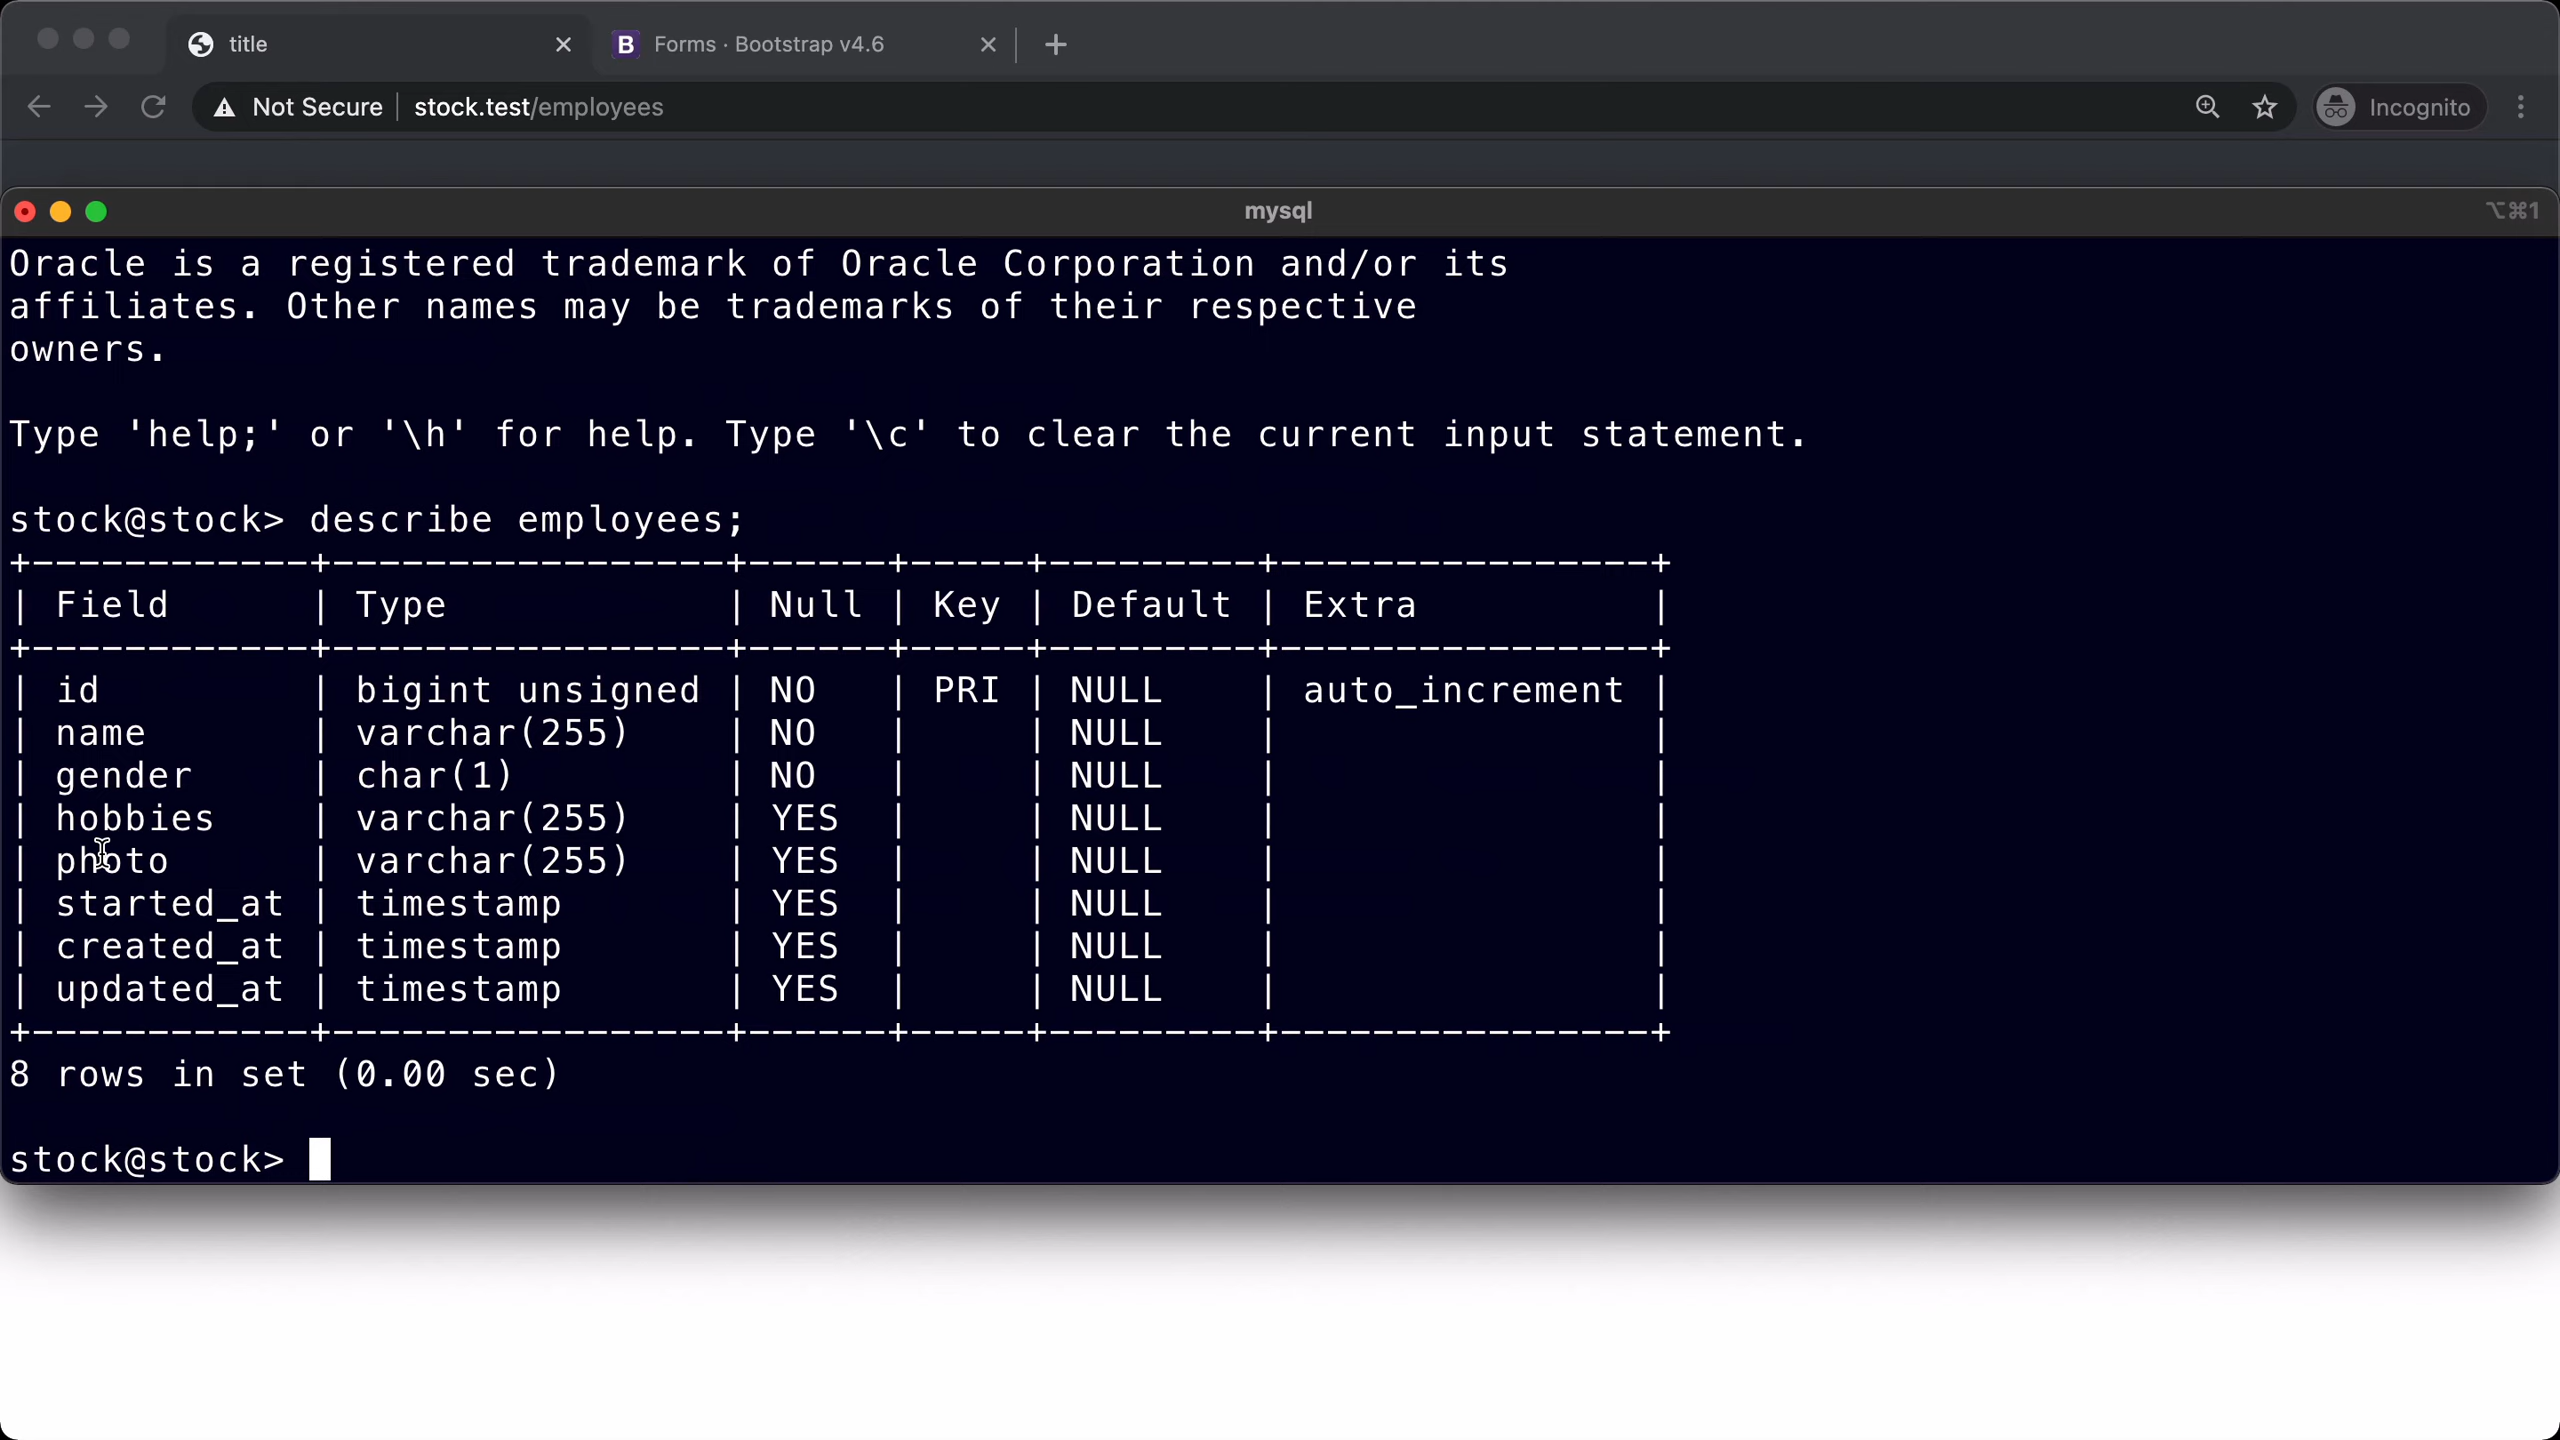 title
Forms · Bootstrap v4.6
Not Secure
stock.test/employees
Incognito
mysql
⌥⌘1
Oracle is a registered trademark of Oracle Corporation and/or its
affiliates. Other names may be trademarks of their respective
owners.
Type 'help;' or '\h' for help. Type '\c' to clear the current input statement.
stock@stock> describe employees;
+------------+-----------------+------+-----+---------+----------------+
| Field      | Type            | Null | Key | Default | Extra          |
+------------+-----------------+------+-----+---------+----------------+
| id         | bigint unsigned | NO   | PRI | NULL    | auto_increment |
| name       | varchar(255)    | NO   |     | NULL    |                |
| gender     | char(1)         | NO   |     | NULL    |                |
| hobbies    | varchar(255)    | YES  |     | NULL    |                |
| photo      | varchar(255)    | YES  |     | NULL    |                |
| started_at | timestamp       | YES  |     | NULL    |                |
| created_at | timestamp       | YES  |     | NULL    |                |
| updated_at | timestamp       | YES  |     | NULL    |                |
+------------+-----------------+------+-----+---------+----------------+
8 rows in set (0.00 sec)
stock@stock>